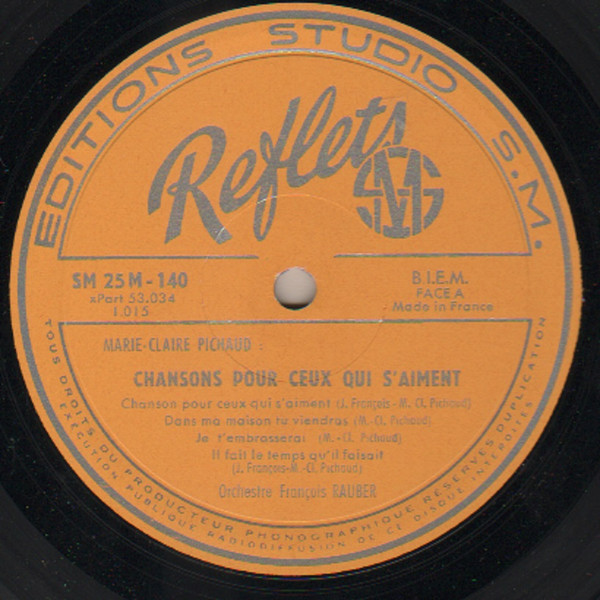 EDITIONS STUDIO S.M.
Reflets
SM 25 M - 140
xPart 53.034
1.015
B.I.E.M.
FACE A
Made in France
MARIE-CLAIRE PICHAUD :
CHANSONS POUR CEUX QUI S'AIMENT
Chanson pour ceux qui s'aiment (J. François - M. Cl. Pichaud)
Dans ma maison tu viendras (M.-Cl. Pichaud)
Je t'embrasserai (M.-Cl. Pichaud)
Il fait le temps qu'il faisait
(J. François-M.-Cl. Pichaud)
Orchestre François RAUBER
TOUS DROITS DU PRODUCTEUR PHONOGRAPHIQUE RÉSERVÉS DUPLICATION
EXÉCUTION PUBLIQUE RADIODIFFUSION DE CE DISQUE INTERDITES